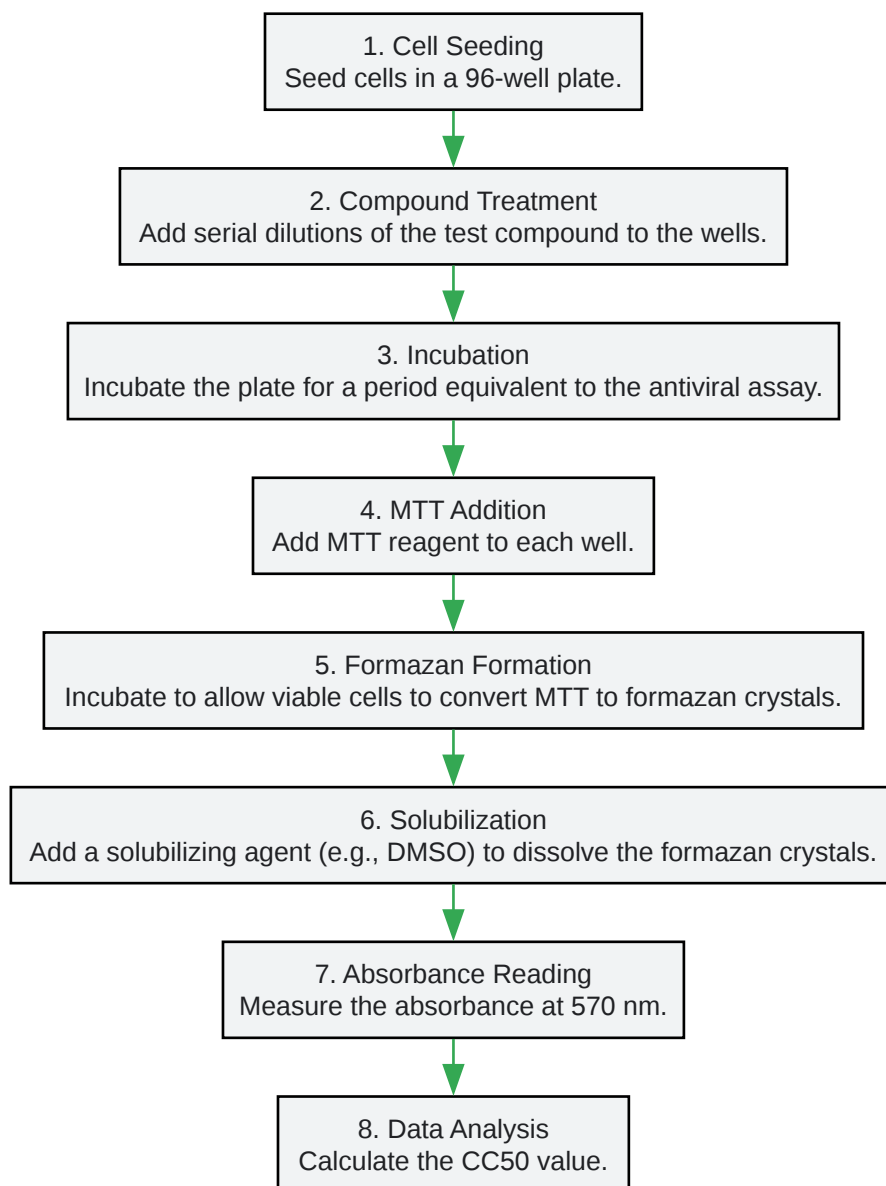 1. Cell Seeding
Seed cells in a 96-well plate.
2. Compound Treatment
Add serial dilutions of the test compound to the wells.
3. Incubation
Incubate the plate for a period equivalent to the antiviral assay.
4. MTT Addition
Add MTT reagent to each well.
5. Formazan Formation
Incubate to allow viable cells to convert MTT to formazan crystals.
6. Solubilization
Add a solubilizing agent (e.g., DMSO) to dissolve the formazan crystals.
7. Absorbance Reading
Measure the absorbance at 570 nm.
8. Data Analysis
Calculate the CC50 value.